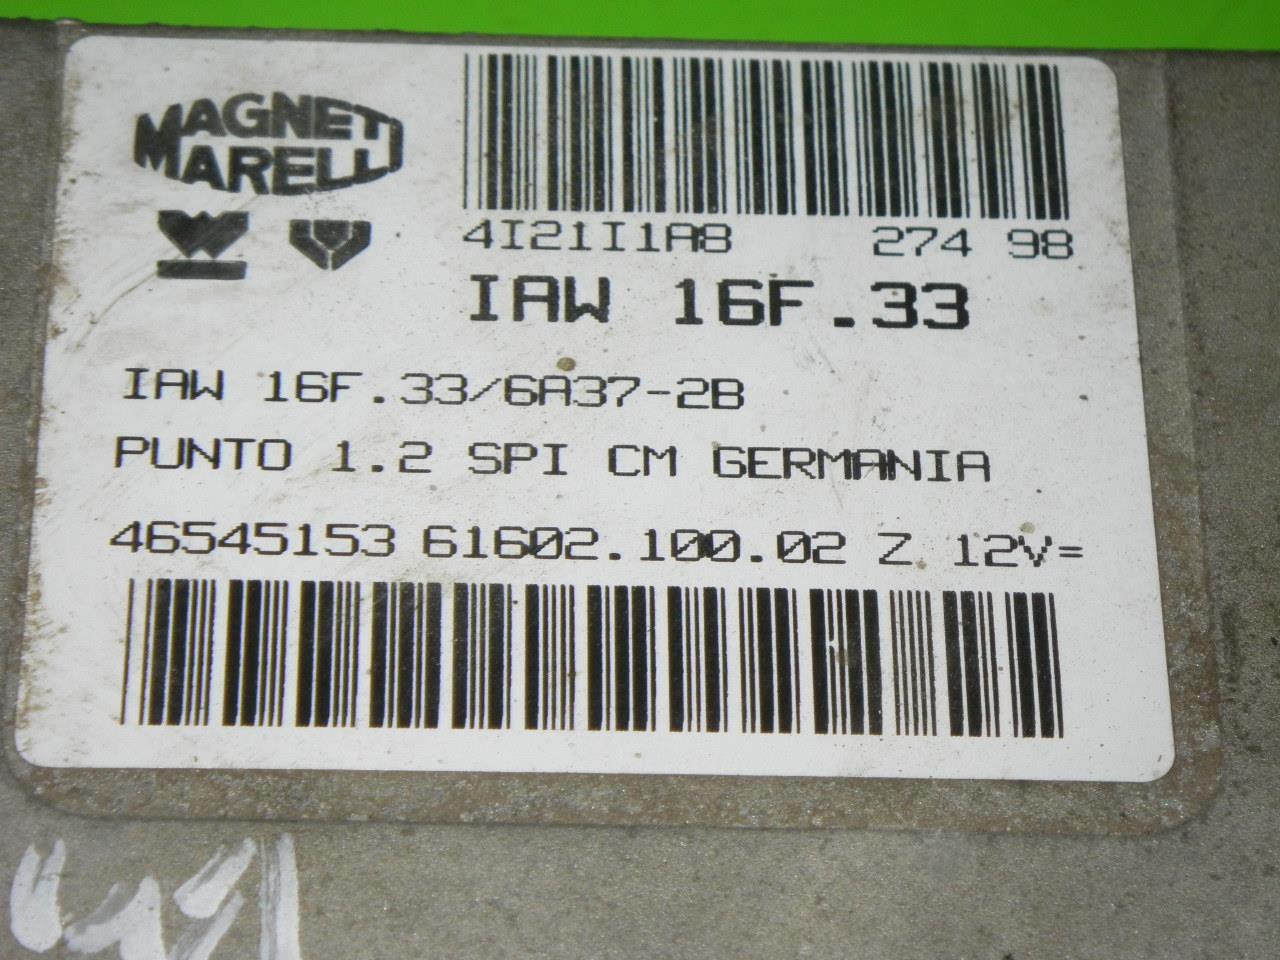 MAGNETI
MARELLI
4I21I1A8 274 98
IAW 16F.33
IAW 16F.33/6A37-2B
PUNTO 1.2 SPI CM GERMANIA
46545153 61602.100.02 Z 12V=